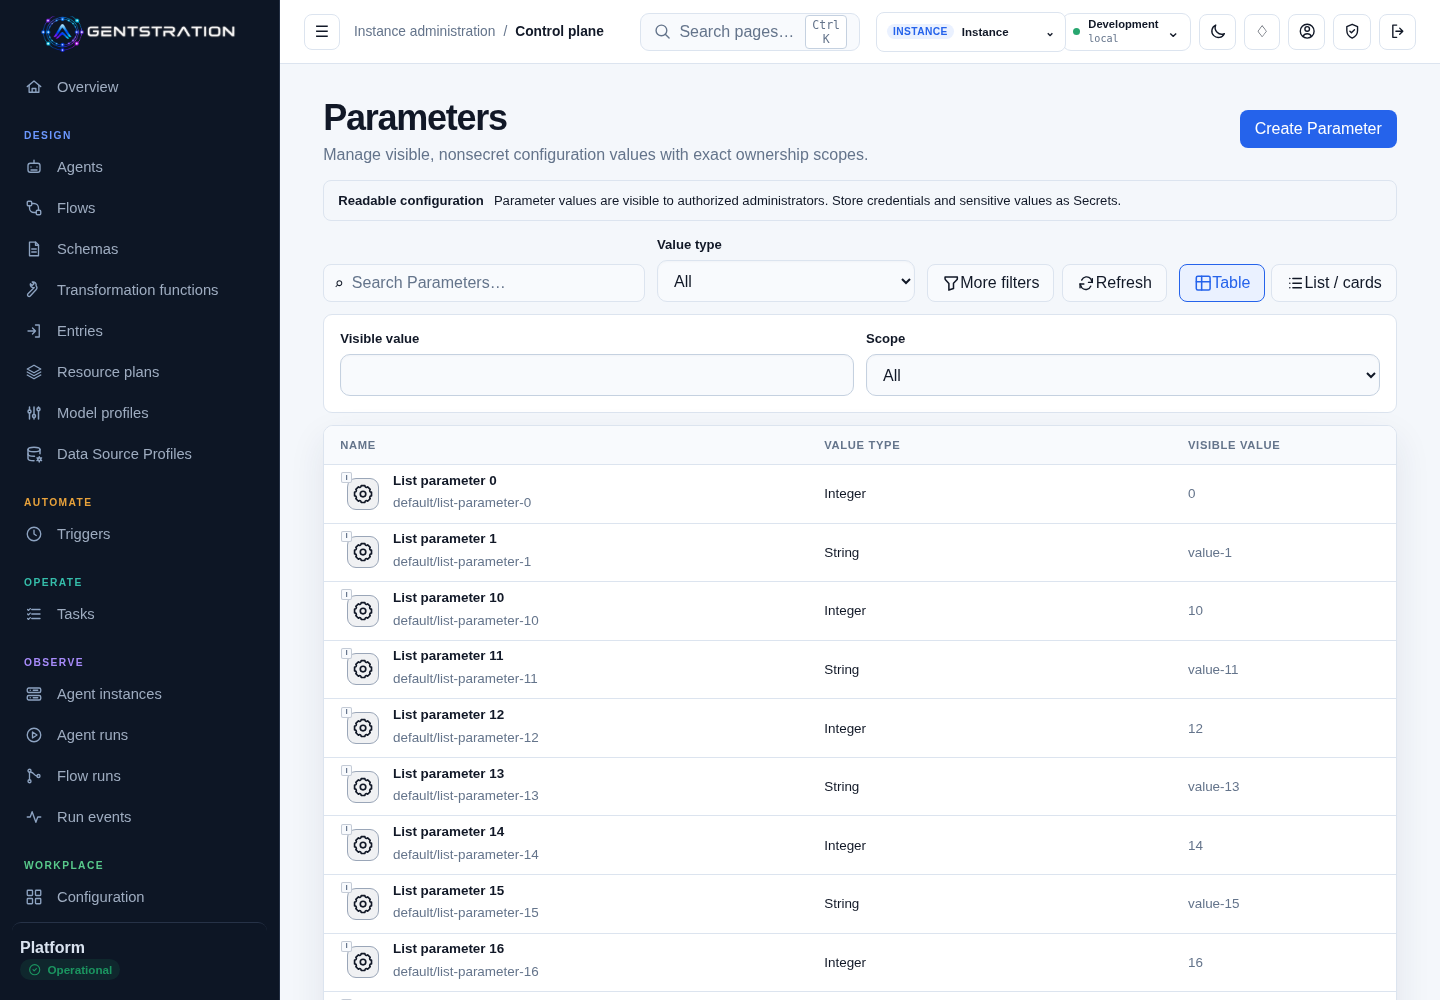 GENTSTRATION
☰
Instance administration / Control plane
Search pages…
Ctrl K
INSTANCE Instance
Development
local
Overview
DESIGN
Agents
Flows
Schemas
Transformation functions
Entries
Resource plans
Model profiles
Data Source Profiles
AUTOMATE
Triggers
OPERATE
Tasks
OBSERVE
Agent instances
Agent runs
Flow runs
Run events
WORKPLACE
Configuration
Platform
Operational
Parameters
Manage visible, nonsecret configuration values with exact ownership scopes.
Create Parameter
Readable configuration Parameter values are visible to authorized administrators. Store credentials and sensitive values as Secrets.
Value type
Search Parameters…
All
More filters
Refresh
Table
List / cards
Visible value
Scope
All
NAME VALUE TYPE VISIBLE VALUE
I
List parameter 0
default/list-parameter-0
Integer
0
I
List parameter 1
default/list-parameter-1
String
value-1
I
List parameter 10
default/list-parameter-10
Integer
10
I
List parameter 11
default/list-parameter-11
String
value-11
I
List parameter 12
default/list-parameter-12
Integer
12
I
List parameter 13
default/list-parameter-13
String
value-13
I
List parameter 14
default/list-parameter-14
Integer
14
I
List parameter 15
default/list-parameter-15
String
value-15
I
List parameter 16
default/list-parameter-16
Integer
16